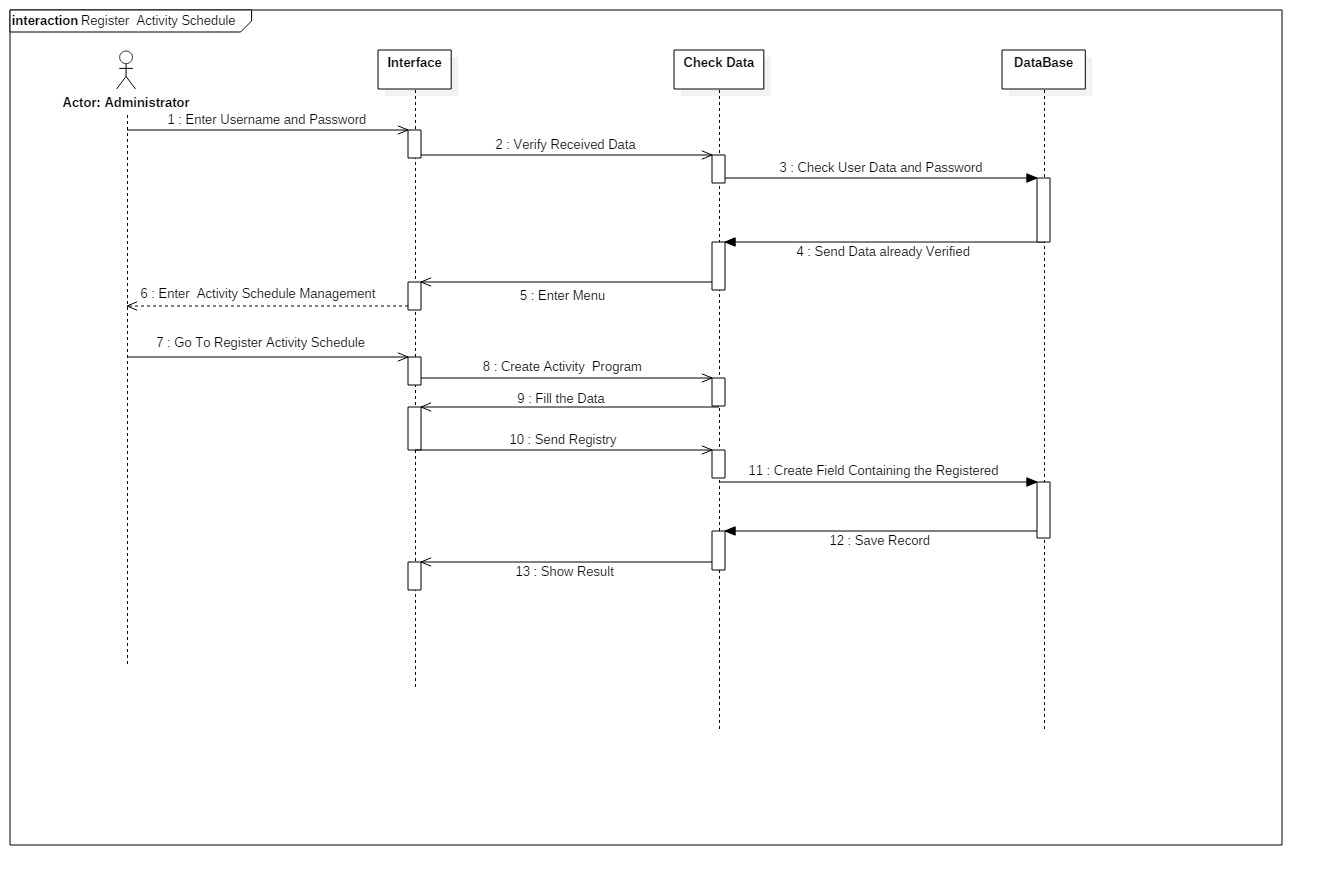 interaction Register  Activity Schedule
Interface
Check Data
DataBase
Actor: Administrator
1 : Enter Username and Password
2 : Verify Received Data
3 : Check User Data and Password
4 : Send Data already Verified
5 : Enter Menu
6 : Enter  Activity Schedule Management
7 : Go To Register Activity Schedule
8 : Create Activity  Program
9 : Fill the Data
10 : Send Registry
11 : Create Field Containing the Registered
12 : Save Record
13 : Show Result